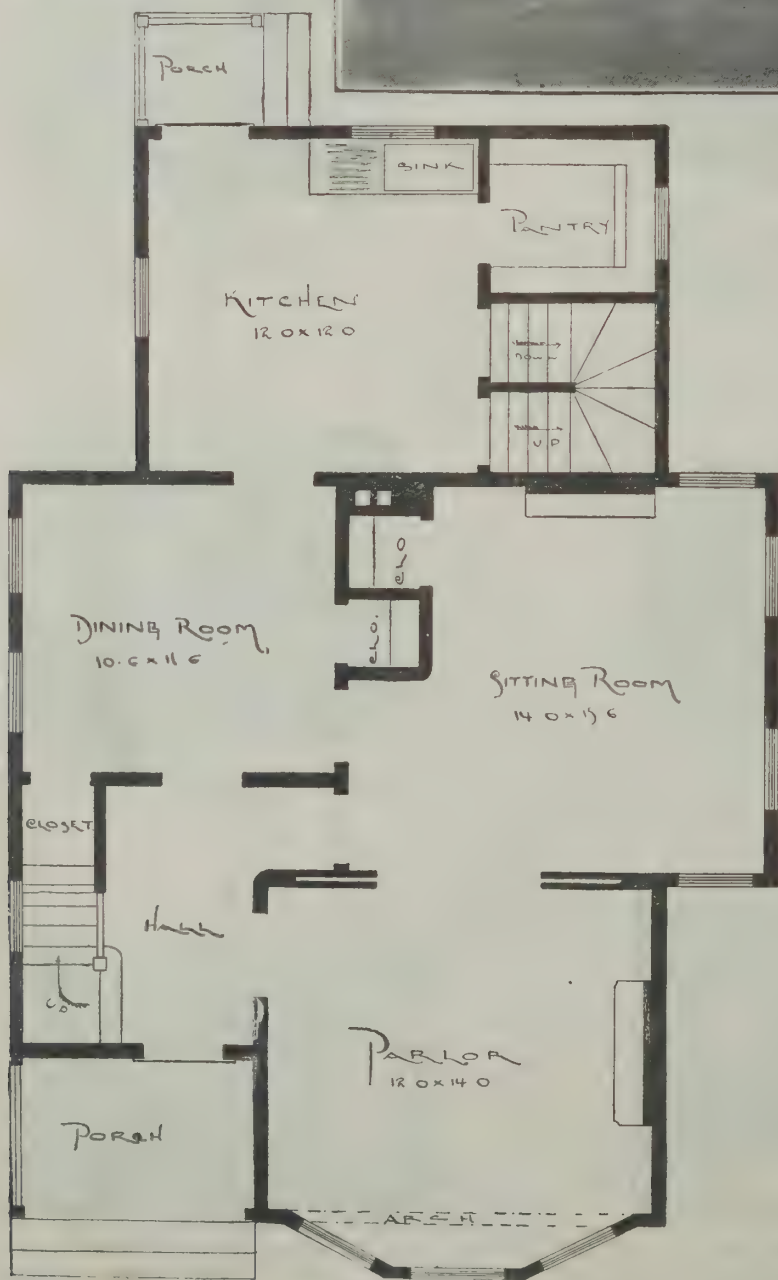 PORCH
SINK
PANTRY
KITCHEN
12 0 x 12 0
DOWN
UP
CLO
DINING ROOM
10.6 x 11 6
CLO.
SITTING ROOM
14 0 x 15 6
CLOSET
HALL
UP
PARLOR
12 0 x 14 0
PORCH
ARCH